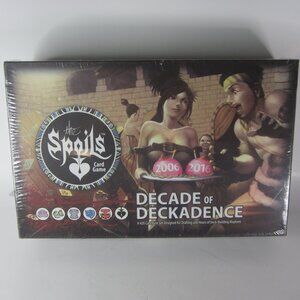 the
Spoils
Card
Game
2006 2016
DECADE OF
DECKADENCE